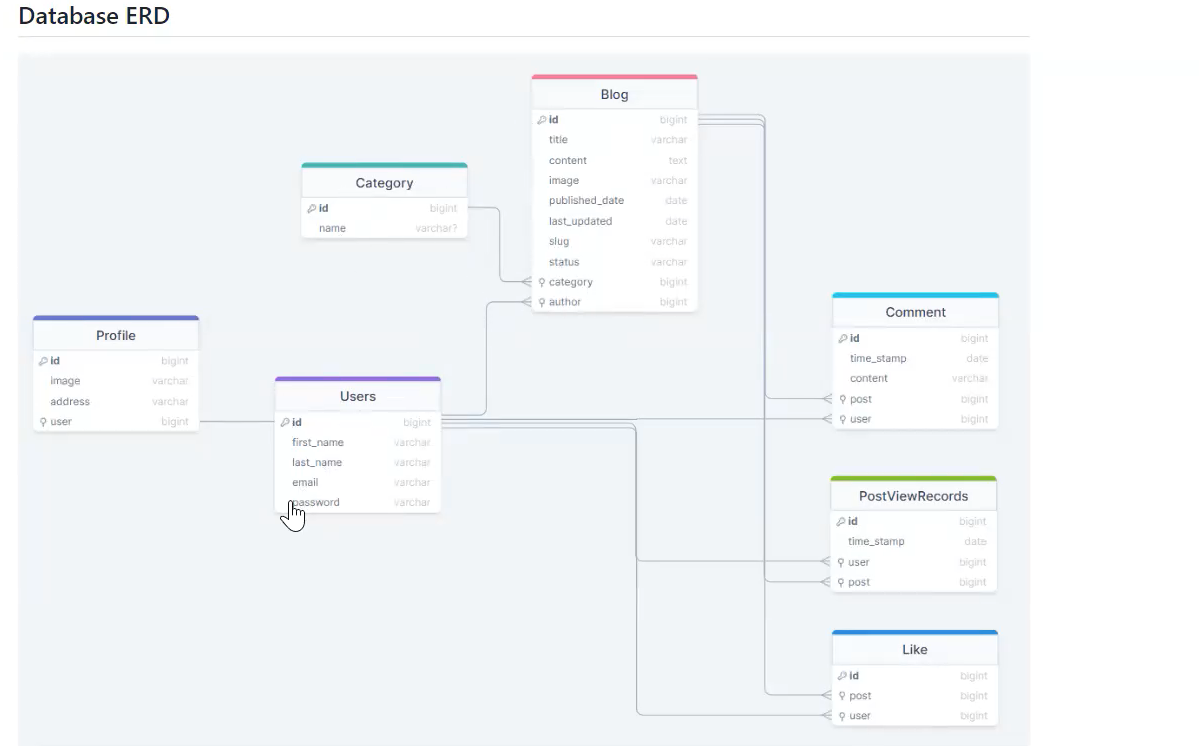 Database ERD
Blog
id bigint
title varchar
content text
image varchar
published_date date
last_updated date
slug varchar
status varchar
category bigint
author bigint
Category
id bigint
name varchar?
Profile
id bigint
image varchar
address varchar
user bigint
Users
id bigint
first_name varchar
last_name varchar
email varchar
password varchar
Comment
id bigint
time_stamp date
content varchar
post bigint
user bigint
PostViewRecords
id bigint
time_stamp date
user bigint
post bigint
Like
id bigint
post bigint
user bigint